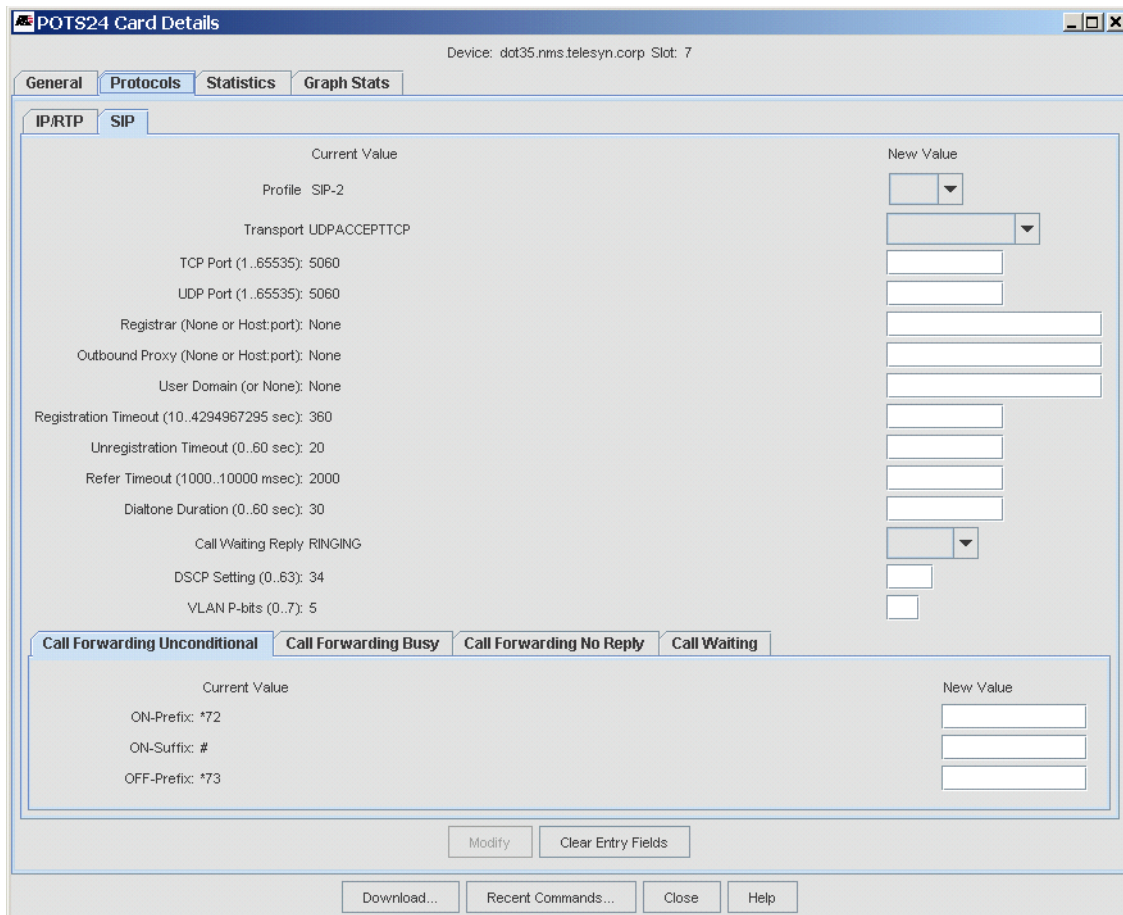 POTS24 Card Details
Device: dot35.nms.telesyn.corp Slot: 7
General Protocols Statistics Graph Stats
IP/RTP SIP
Current Value New Value
Profile SIP-2
Transport UDPACCEPTTCP
TCP Port (1..65535): 5060
UDP Port (1..65535): 5060
Registrar (None or Host:port): None
Outbound Proxy (None or Host:port): None
User Domain (or None): None
Registration Timeout (10..4294967295 sec): 360
Unregistration Timeout (0..60 sec): 20
Refer Timeout (1000..10000 msec): 2000
Dialtone Duration (0..60 sec): 30
Call Waiting Reply RINGING
DSCP Setting (0..63): 34
VLAN P-bits (0..7): 5
Call Forwarding Unconditional Call Forwarding Busy Call Forwarding No Reply Call Waiting
Current Value New Value
ON-Prefix: *72
ON-Suffix: #
OFF-Prefix: *73
Modify Clear Entry Fields
Download... Recent Commands... Close Help